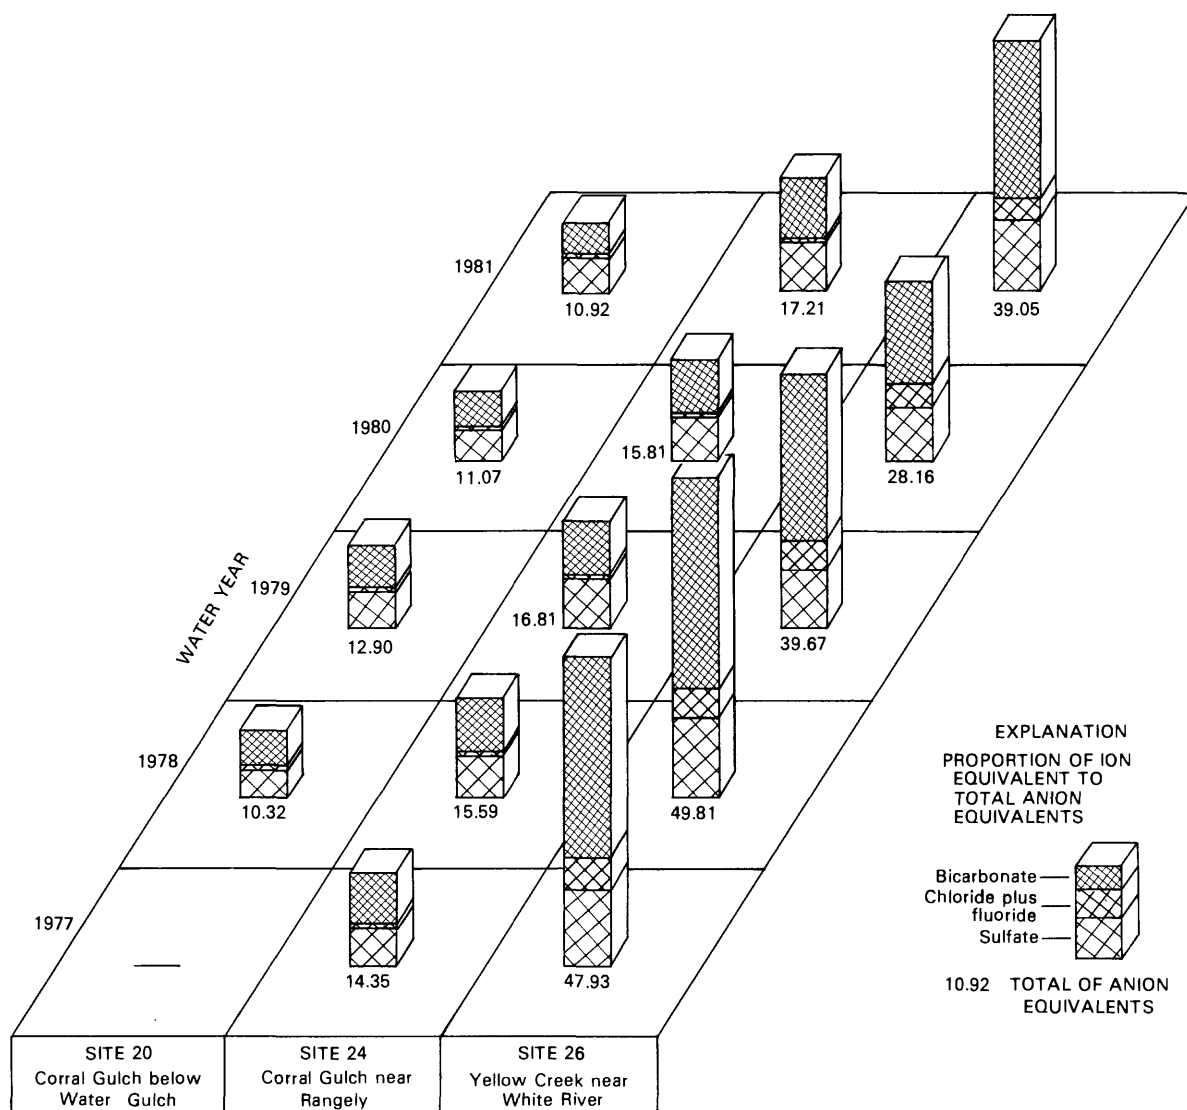 1981
10.92
17.21
39.05
1980
11.07
15.81
28.16
WATER YEAR
1979
12.90
16.81
39.67
1978
10.32
15.59
49.81
1977
14.35
47.93
EXPLANATION
PROPORTION OF ION
EQUIVALENT TO
TOTAL ANION
EQUIVALENTS
Bicarbonate
Chloride plus
fluoride
Sulfate
10.92 TOTAL OF ANION
EQUIVALENTS
SITE 20
Corral Gulch below
Water Gulch
SITE 24
Corral Gulch near
Rangely
SITE 26
Yellow Creek near
White River